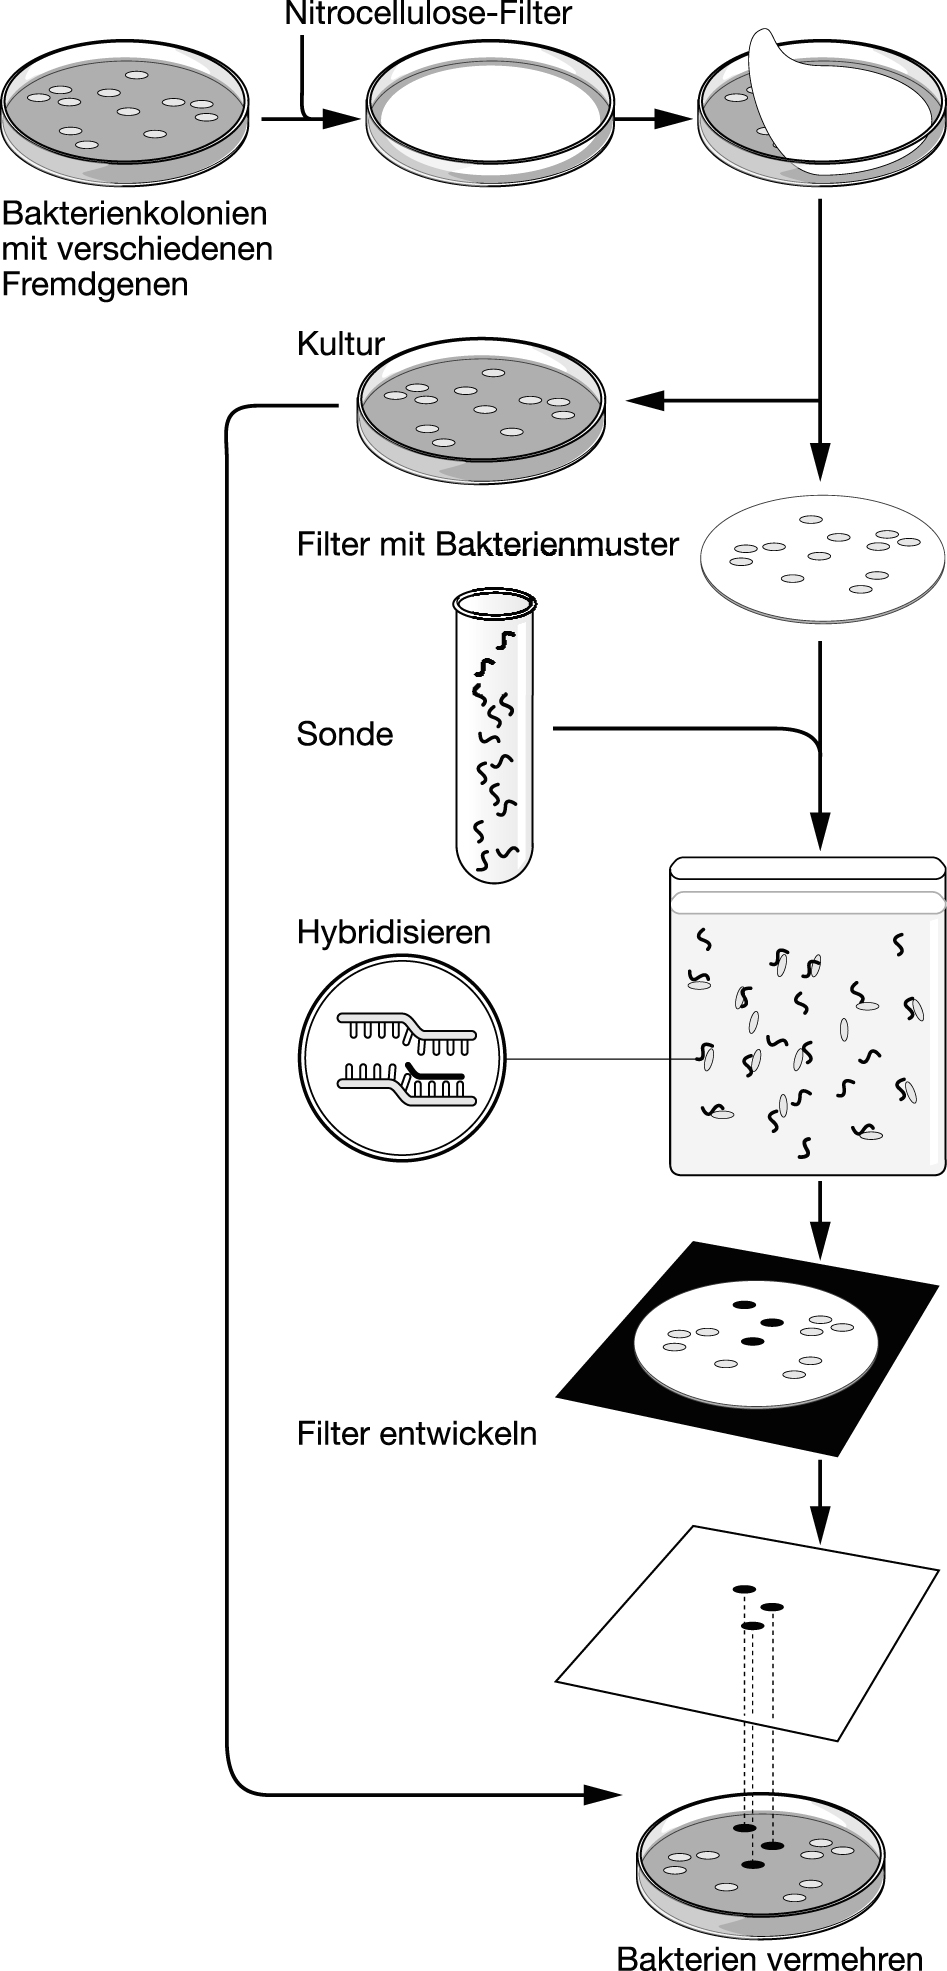 Nitrocellulose-Filter
Bakterienkolonien
mit verschiedenen
Fremdgenen
Kultur
Filter mit Bakterienmuster
Sonde
Hybridisieren
Filter entwickeln
Bakterien vermehren